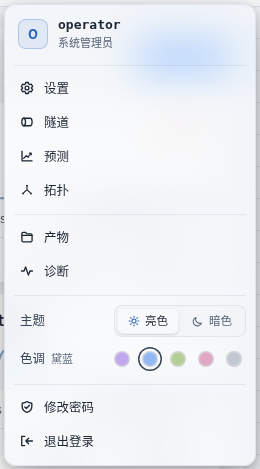 O
operator
系统管理员
设置
隧道
预测
拓扑
产物
诊断
主题
亮色
暗色
色调 黛蓝
修改密码
退出登录